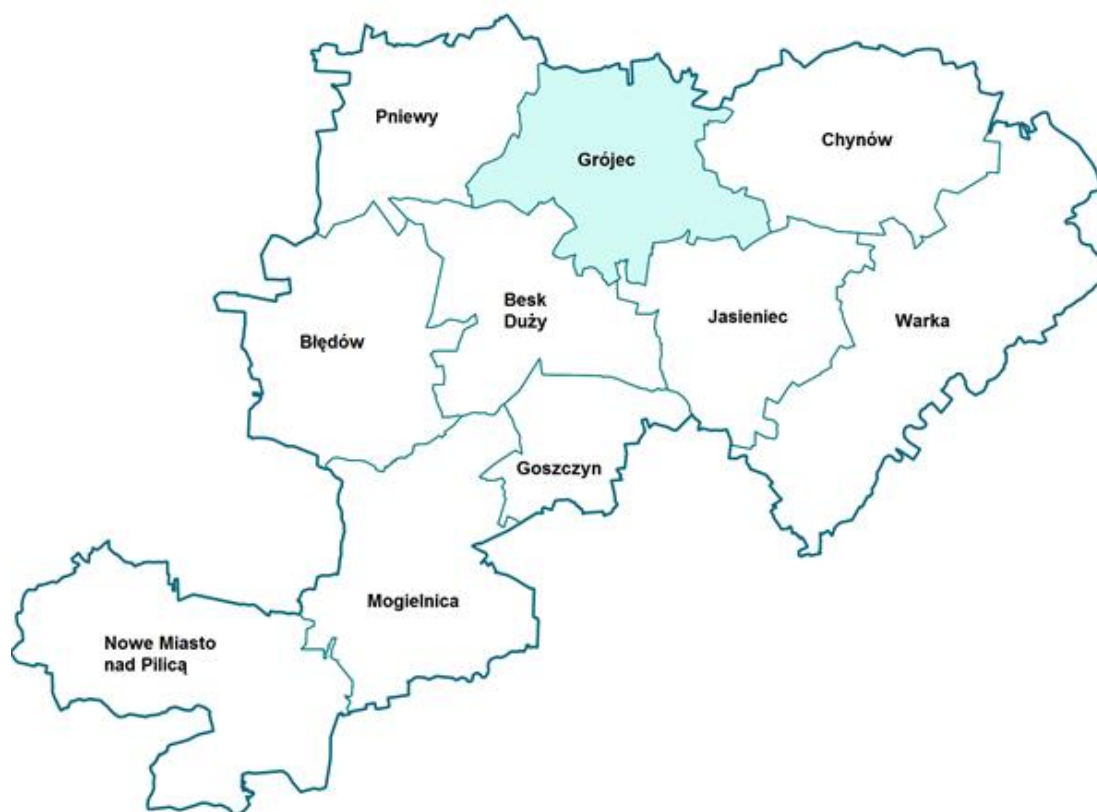 Pniewy
Grójec
Chynów
Błędów
Besk
Duży
Jasieniec
Warka
Goszczyn
Mogielnica
Nowe Miasto
nad Pilicą